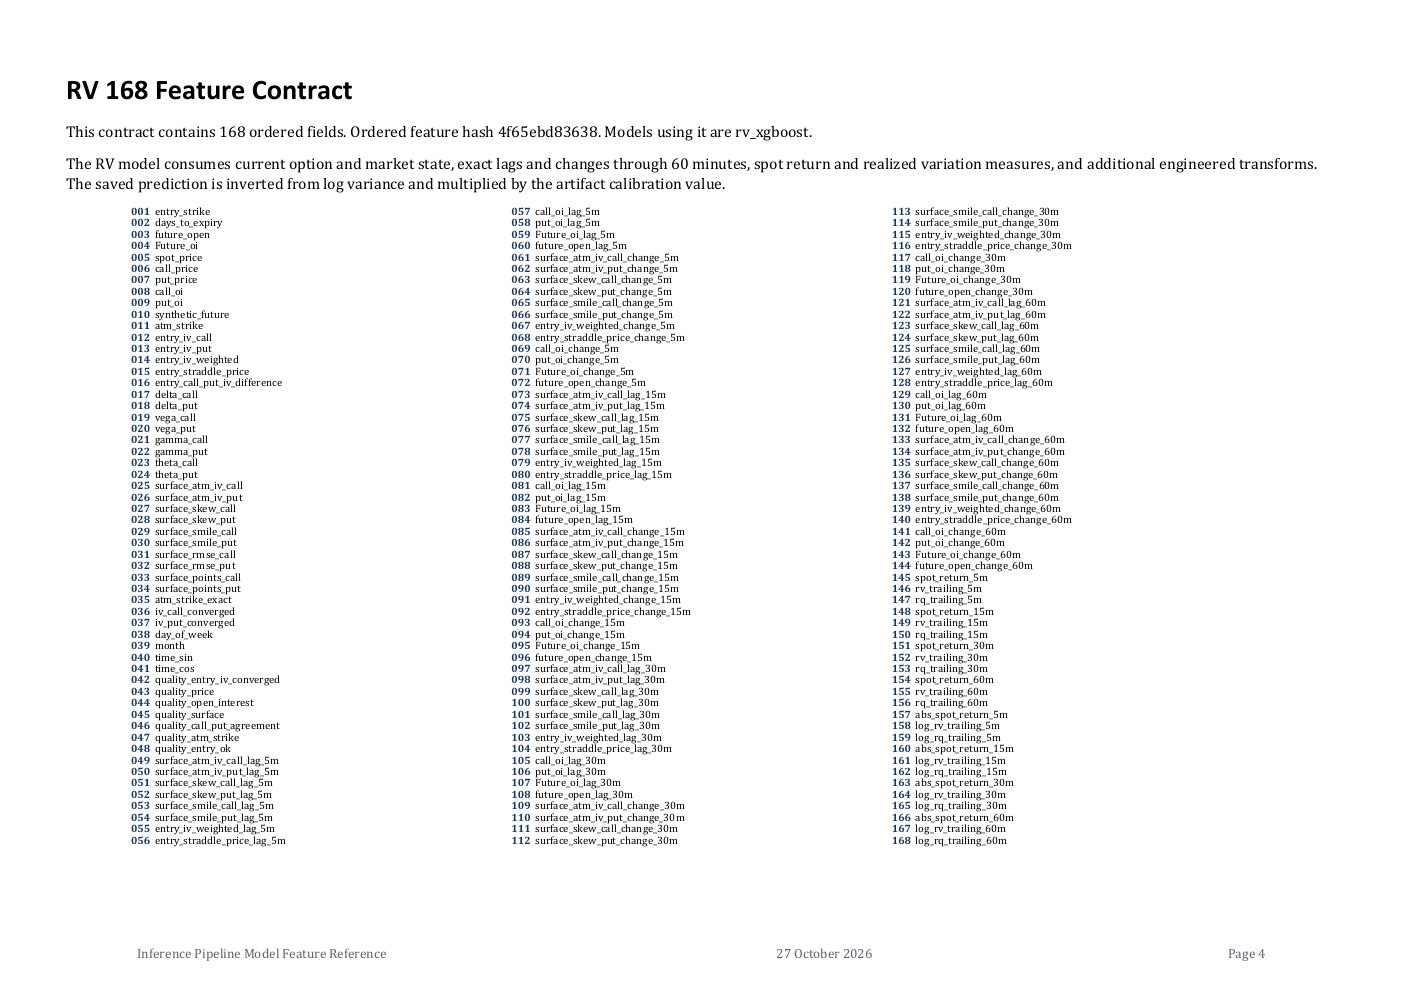 RV 168 Feature Contract
This contract contains 168 ordered fields. Ordered feature hash 4f65ebd83638. Models using it are rv_xgboost.
The RV model consumes current option and market state, exact lags and changes through 60 minutes, spot return and realized variation measures, and additional engineered transforms.
The saved prediction is inverted from log variance and multiplied by the artifact calibration value.
001 entry_strike
002 days_to_expiry
003 future_open
004 Future_oi
005 spot_price
006 call_price
007 put_price
008 call_oi
009 put_oi
010 synthetic_future
011 atm_strike
012 entry_iv_call
013 entry_iv_put
014 entry_iv_weighted
015 entry_straddle_price
016 entry_call_put_iv_difference
017 delta_call
018 delta_put
019 vega_call
020 vega_put
021 gamma_call
022 gamma_put
023 theta_call
024 theta_put
025 surface_atm_iv_call
026 surface_atm_iv_put
027 surface_skew_call
028 surface_skew_put
029 surface_smile_call
030 surface_smile_put
031 surface_rmse_call
032 surface_rmse_put
033 surface_points_call
034 surface_points_put
035 atm_strike_exact
036 iv_call_converged
037 iv_put_converged
038 day_of_week
039 month
040 time_sin
041 time_cos
042 quality_entry_iv_converged
043 quality_price
044 quality_open_interest
045 quality_surface
046 quality_call_put_agreement
047 quality_atm_strike
048 quality_entry_ok
049 surface_atm_iv_call_lag_5m
050 surface_atm_iv_put_lag_5m
051 surface_skew_call_lag_5m
052 surface_skew_put_lag_5m
053 surface_smile_call_lag_5m
054 surface_smile_put_lag_5m
055 entry_iv_weighted_lag_5m
056 entry_straddle_price_lag_5m
057 call_oi_lag_5m
058 put_oi_lag_5m
059 Future_oi_lag_5m
060 future_open_lag_5m
061 surface_atm_iv_call_change_5m
062 surface_atm_iv_put_change_5m
063 surface_skew_call_change_5m
064 surface_skew_put_change_5m
065 surface_smile_call_change_5m
066 surface_smile_put_change_5m
067 entry_iv_weighted_change_5m
068 entry_straddle_price_change_5m
069 call_oi_change_5m
070 put_oi_change_5m
071 Future_oi_change_5m
072 future_open_change_5m
073 surface_atm_iv_call_lag_15m
074 surface_atm_iv_put_lag_15m
075 surface_skew_call_lag_15m
076 surface_skew_put_lag_15m
077 surface_smile_call_lag_15m
078 surface_smile_put_lag_15m
079 entry_iv_weighted_lag_15m
080 entry_straddle_price_lag_15m
081 call_oi_lag_15m
082 put_oi_lag_15m
083 Future_oi_lag_15m
084 future_open_lag_15m
085 surface_atm_iv_call_change_15m
086 surface_atm_iv_put_change_15m
087 surface_skew_call_change_15m
088 surface_skew_put_change_15m
089 surface_smile_call_change_15m
090 surface_smile_put_change_15m
091 entry_iv_weighted_change_15m
092 entry_straddle_price_change_15m
093 call_oi_change_15m
094 put_oi_change_15m
095 Future_oi_change_15m
096 future_open_change_15m
097 surface_atm_iv_call_lag_30m
098 surface_atm_iv_put_lag_30m
099 surface_skew_call_lag_30m
100 surface_skew_put_lag_30m
101 surface_smile_call_lag_30m
102 surface_smile_put_lag_30m
103 entry_iv_weighted_lag_30m
104 entry_straddle_price_lag_30m
105 call_oi_lag_30m
106 put_oi_lag_30m
107 Future_oi_lag_30m
108 future_open_lag_30m
109 surface_atm_iv_call_change_30m
110 surface_atm_iv_put_change_30m
111 surface_skew_call_change_30m
112 surface_skew_put_change_30m
113 surface_smile_call_change_30m
114 surface_smile_put_change_30m
115 entry_iv_weighted_change_30m
116 entry_straddle_price_change_30m
117 call_oi_change_30m
118 put_oi_change_30m
119 Future_oi_change_30m
120 future_open_change_30m
121 surface_atm_iv_call_lag_60m
122 surface_atm_iv_put_lag_60m
123 surface_skew_call_lag_60m
124 surface_skew_put_lag_60m
125 surface_smile_call_lag_60m
126 surface_smile_put_lag_60m
127 entry_iv_weighted_lag_60m
128 entry_straddle_price_lag_60m
129 call_oi_lag_60m
130 put_oi_lag_60m
131 Future_oi_lag_60m
132 future_open_lag_60m
133 surface_atm_iv_call_change_60m
134 surface_atm_iv_put_change_60m
135 surface_skew_call_change_60m
136 surface_skew_put_change_60m
137 surface_smile_call_change_60m
138 surface_smile_put_change_60m
139 entry_iv_weighted_change_60m
140 entry_straddle_price_change_60m
141 call_oi_change_60m
142 put_oi_change_60m
143 Future_oi_change_60m
144 future_open_change_60m
145 spot_return_5m
146 rv_trailing_5m
147 rq_trailing_5m
148 spot_return_15m
149 rv_trailing_15m
150 rq_trailing_15m
151 spot_return_30m
152 rv_trailing_30m
153 rq_trailing_30m
154 spot_return_60m
155 rv_trailing_60m
156 rq_trailing_60m
157 abs_spot_return_5m
158 log_rv_trailing_5m
159 log_rq_trailing_5m
160 abs_spot_return_15m
161 log_rv_trailing_15m
162 log_rq_trailing_15m
163 abs_spot_return_30m
164 log_rv_trailing_30m
165 log_rq_trailing_30m
166 abs_spot_return_60m
167 log_rv_trailing_60m
168 log_rq_trailing_60m
Inference Pipeline Model Feature Reference
27 October 2026
Page 4